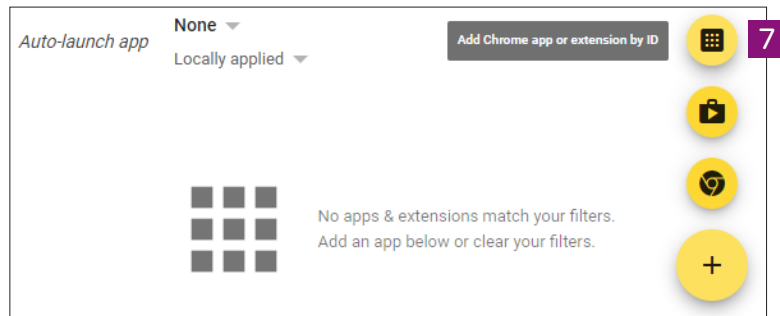 Auto-launch app
None
Locally applied
Add Chrome app or extension by ID
7
No apps & extensions match your filters.
Add an app below or clear your filters.